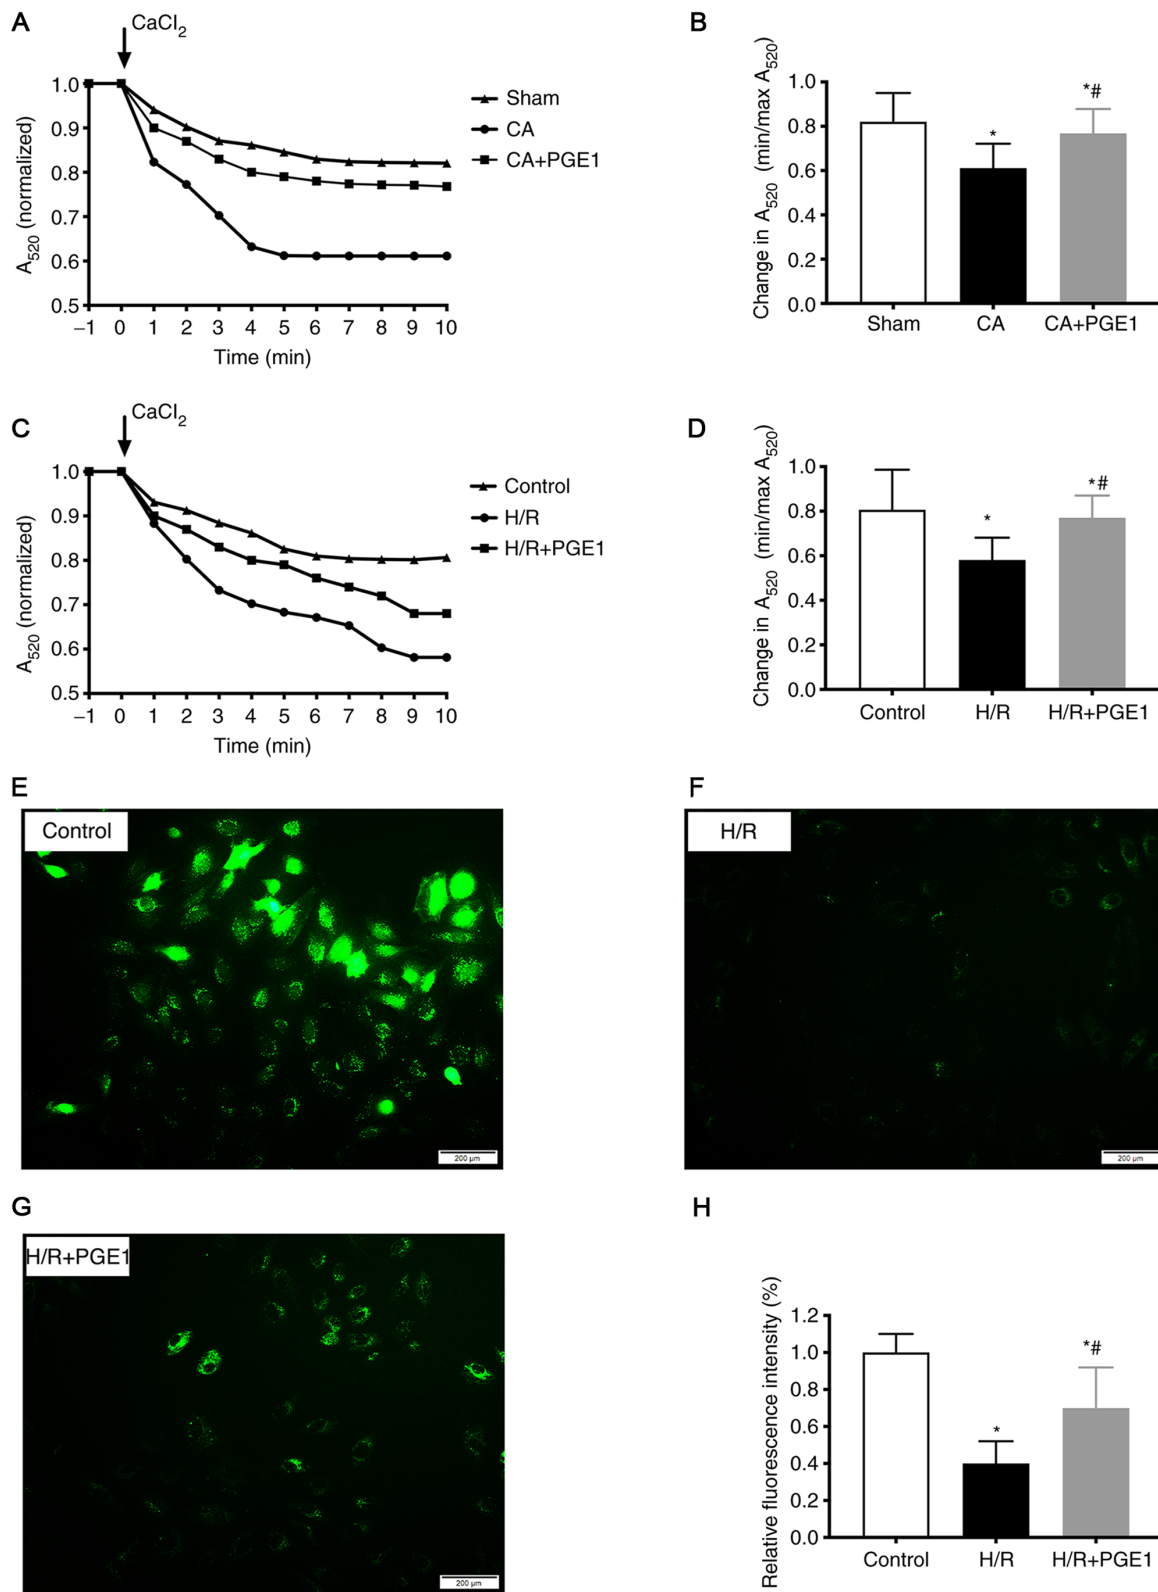 A
CaCl2
A520 (normalized)
1.0
0.9
0.8
0.7
0.6
0.5
–1 0 1 2 3 4 5 6 7 8 9 10
Time (min)
Sham
CA
CA+PGE1
B
Change in A520 (min/max A520)
1.0
0.8
0.6
0.4
0.2
0.0
*
*#
Sham CA CA+PGE1
C
CaCl2
A520 (normalized)
1.0
0.9
0.8
0.7
0.6
0.5
–1 0 1 2 3 4 5 6 7 8 9 10
Time (min)
Control
H/R
H/R+PGE1
D
Change in A520 (min/max A520)
1.0
0.8
0.6
0.4
0.2
0.0
*
*#
Control H/R H/R+PGE1
E
Control
200 µm
F
H/R
200 µm
G
H/R+PGE1
200 µm
H
Relative fluorescence intensity (%)
1.2
1.0
0.8
0.6
0.4
0.2
0.0
*
*#
Control H/R H/R+PGE1